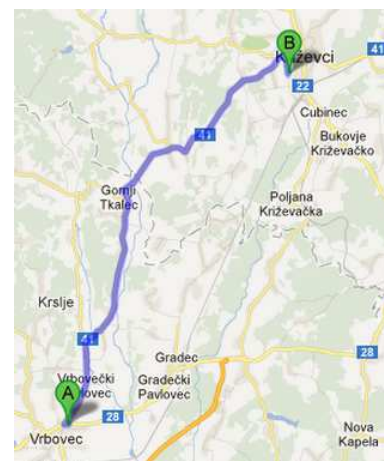 B
Križevci
41
22
Cubinec
41
Bukovje
Križevačko
Gornji
Tkalec
Poljana
Križevačka
Krslje
41
Gradec
28
Vrbovečki
Pavlovec
Gradečki
Pavlovec
A
28
Vrbovec
Nova
Kapela